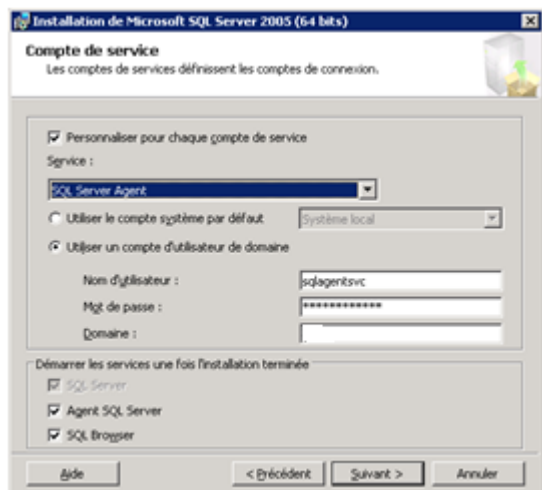 Installation de Microsoft SQL Server 2005 (64 bits)
Compte de service
Les comptes de services définissent les comptes de connexion.
Personnaliser pour chaque compte de service
Service :
SQL Server Agent
Utiliser le compte système par défaut
Système local
Utiliser un compte d'utilisateur de domaine
Nom d'utilisateur :
sqlagentsvc
Mot de passe :
************
Domaine :
Démarrer les services une fois l'installation terminée
SQL Server
Agent SQL Server
SQL Browser
Aide
< Précédent
Suivant >
Annuler